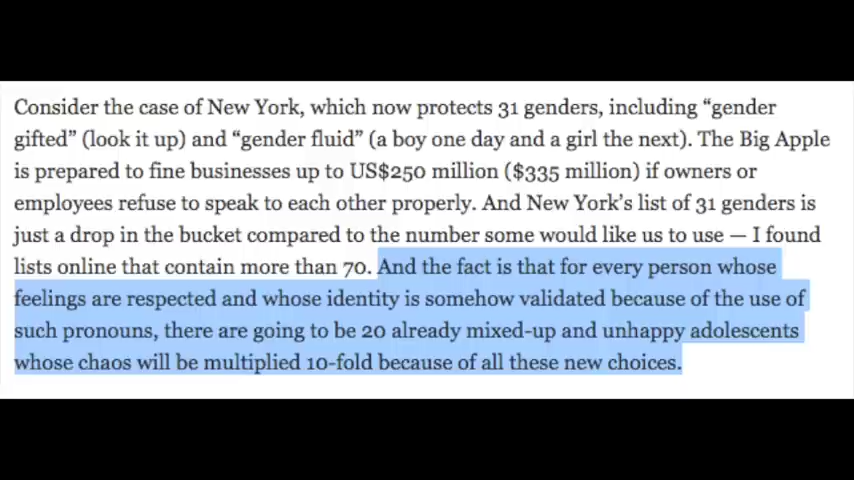 Consider the case of New York, which now protects 31 genders, including “gender
gifted” (look it up) and “gender fluid” (a boy one day and a girl the next). The Big Apple
is prepared to fine businesses up to US$250 million ($335 million) if owners or
employees refuse to speak to each other properly. And New York’s list of 31 genders is
just a drop in the bucket compared to the number some would like us to use — I found
lists online that contain more than 70. And the fact is that for every person whose
feelings are respected and whose identity is somehow validated because of the use of
such pronouns, there are going to be 20 already mixed-up and unhappy adolescents
whose chaos will be multiplied 10-fold because of all these new choices.